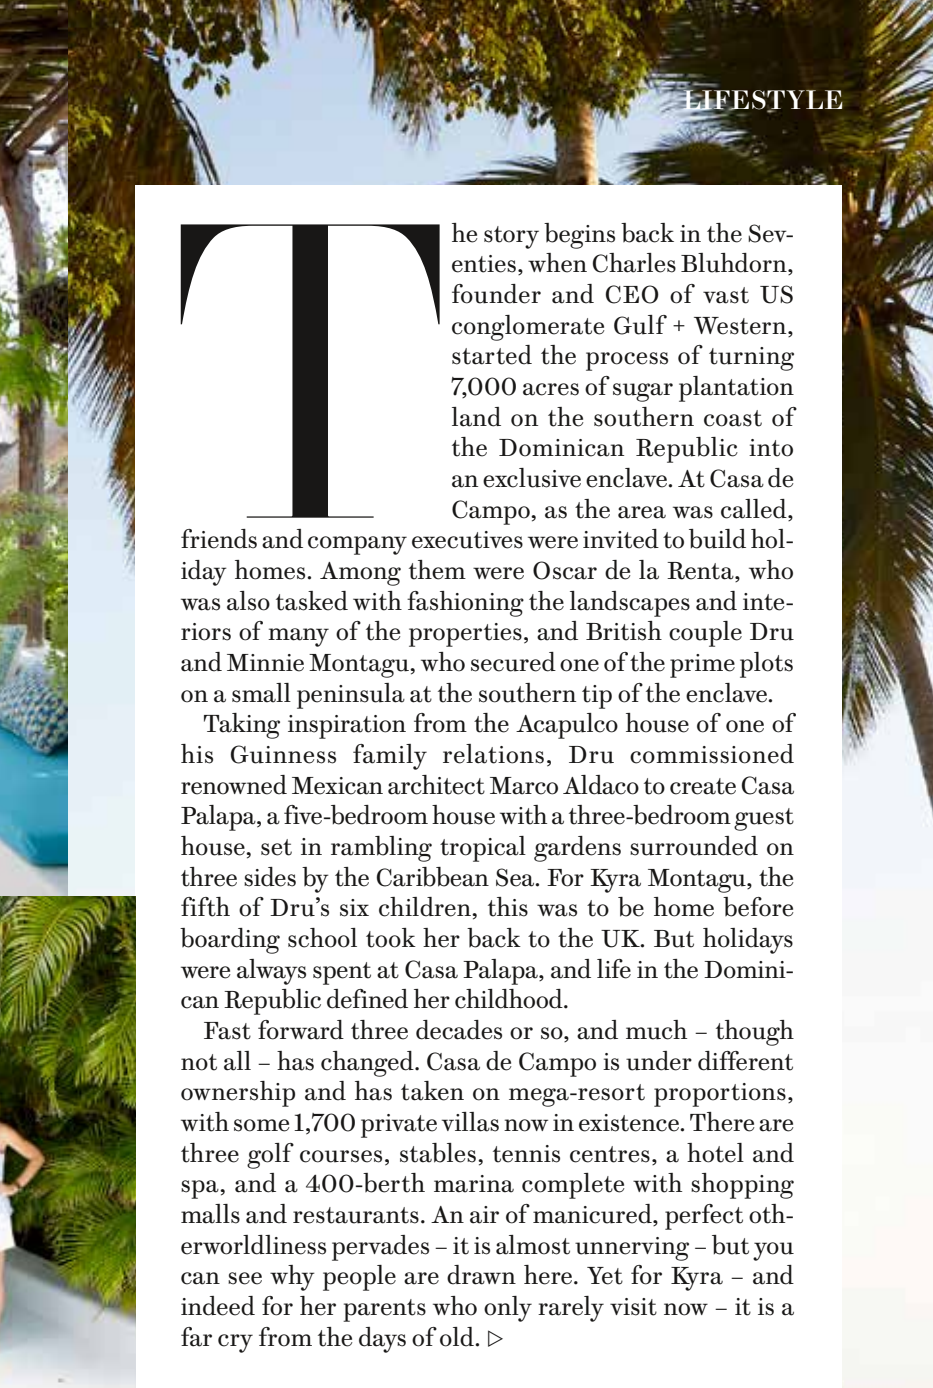 LIFESTYLE
The story begins back in the Sev-
enties, when Charles Bluhdorn,
founder and CEO of vast US
conglomerate Gulf + Western,
started the process of turning
7,000 acres of sugar plantation
land on the southern coast of
the Dominican Republic into
an exclusive enclave. At Casa de
Campo, as the area was called,
friends and company executives were invited to build hol-
iday homes. Among them were Oscar de la Renta, who
was also tasked with fashioning the landscapes and inte-
riors of many of the properties, and British couple Dru
and Minnie Montagu, who secured one of the prime plots
on a small peninsula at the southern tip of the enclave.
Taking inspiration from the Acapulco house of one of
his Guinness family relations, Dru commissioned
renowned Mexican architect Marco Aldaco to create Casa
Palapa, a five-bedroom house with a three-bedroom guest
house, set in rambling tropical gardens surrounded on
three sides by the Caribbean Sea. For Kyra Montagu, the
fifth of Dru’s six children, this was to be home before
boarding school took her back to the UK. But holidays
were always spent at Casa Palapa, and life in the Domini-
can Republic defined her childhood.
Fast forward three decades or so, and much – though
not all – has changed. Casa de Campo is under different
ownership and has taken on mega-resort proportions,
with some 1,700 private villas now in existence. There are
three golf courses, stables, tennis centres, a hotel and
spa, and a 400-berth marina complete with shopping
malls and restaurants. An air of manicured, perfect oth-
erworldliness pervades – it is almost unnerving – but you
can see why people are drawn here. Yet for Kyra – and
indeed for her parents who only rarely visit now – it is a
far cry from the days of old. ▷